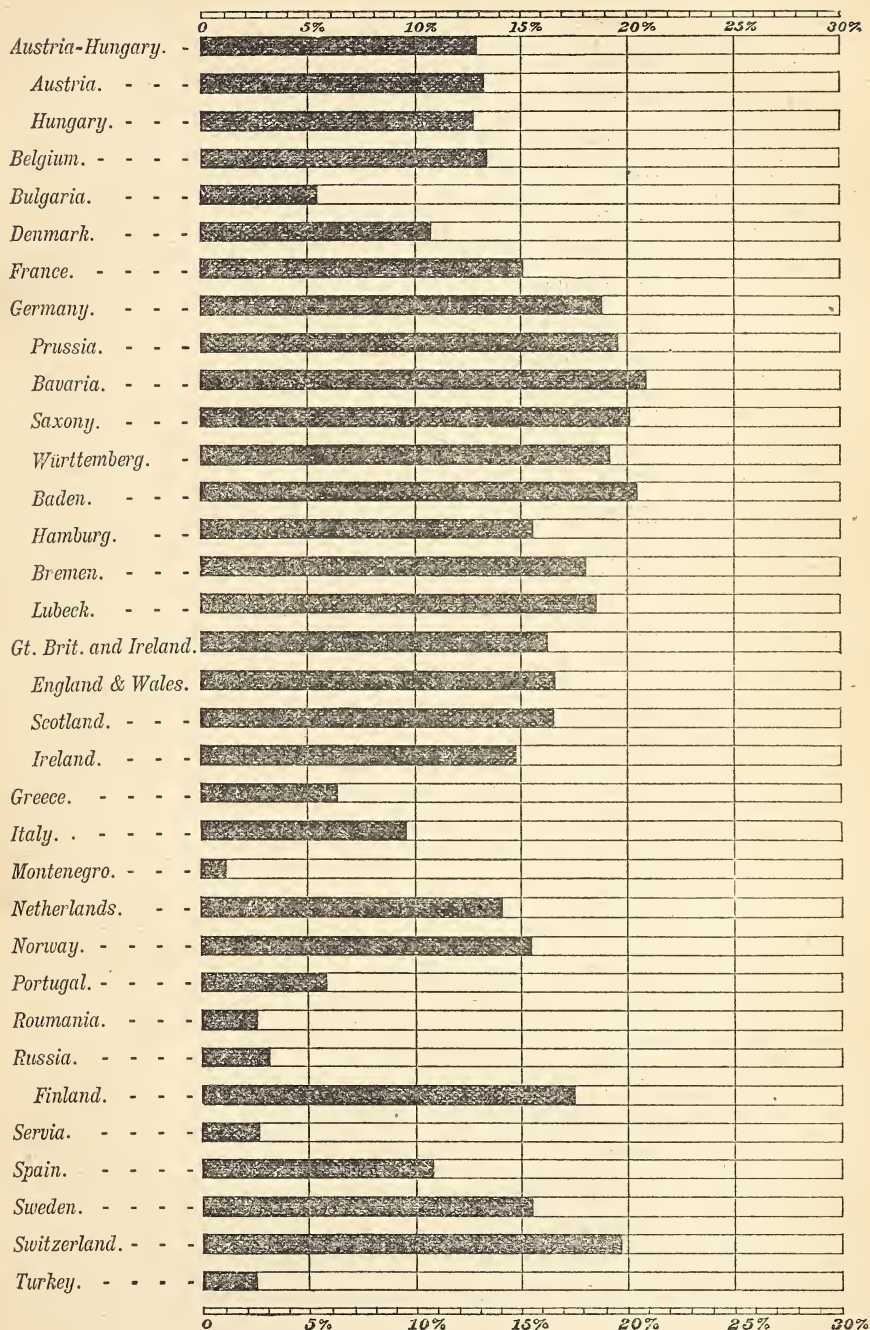 0 5% 10% 15% 20% 25% 30%
Austria-Hungary. -
Austria. - - -
Hungary. - - -
Belgium. - - - -
Bulgaria. - - -
Denmark. - - -
France. - - - -
Germany. - - -
Prussia. - - -
Bavaria. - - -
Saxony. - - -
Württemberg. -
Baden. - - -
Hamburg. - -
Bremen. - - -
Lubeck. - - -
Gt. Brit. and Ireland.
England & Wales.
Scotland. - - -
Ireland. - - -
Greece. - - - -
Italy. . - - - -
Montenegro. - - -
Netherlands. - -
Norway. - - - -
Portugal. - - - -
Roumania. - - -
Russia. - - - -
Finland. - - -
Servia. - - - -
Spain. - - - -
Sweden. - - - -
Switzerland. - - -
Turkey. - - - -
0 5% 10% 15% 20% 25% 30%